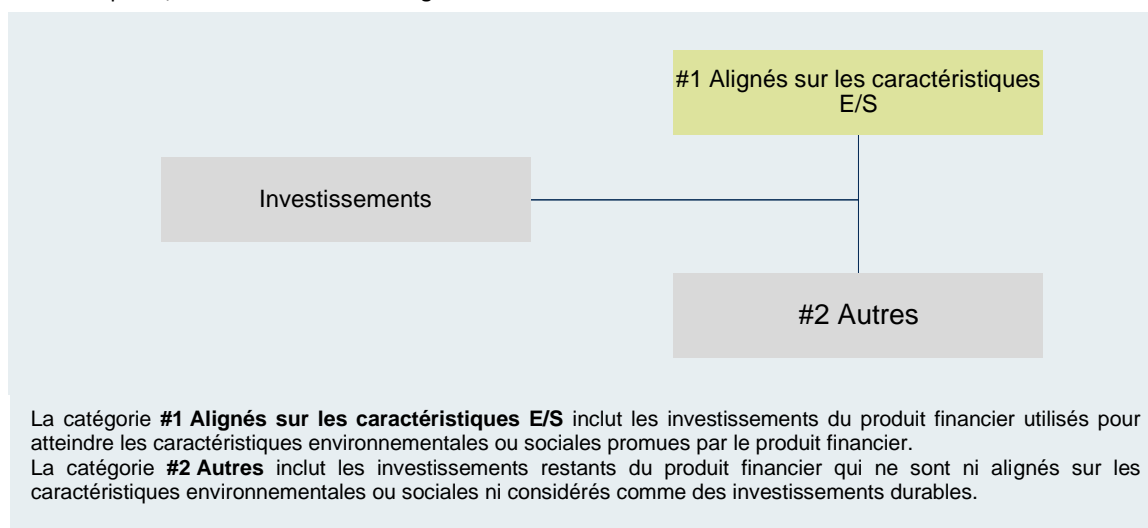 #1 Alignés sur les caractéristiques
E/S
Investissements
#2 Autres
La catégorie #1 Alignés sur les caractéristiques E/S inclut les investissements du produit financier utilisés pour
atteindre les caractéristiques environnementales ou sociales promues par le produit financier.
La catégorie #2 Autres inclut les investissements restants du produit financier qui ne sont ni alignés sur les
caractéristiques environnementales ou sociales ni considérés comme des investissements durables.